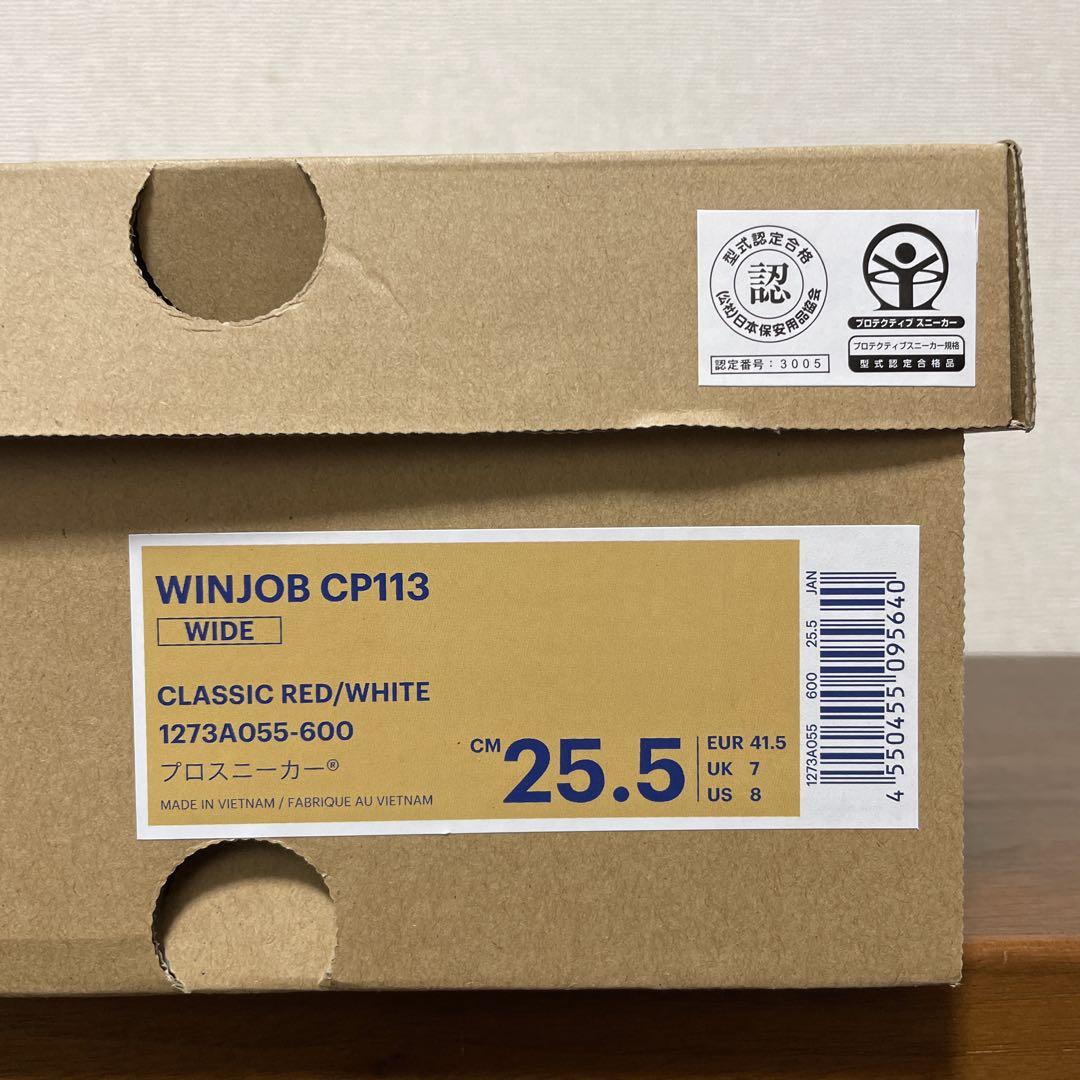 型式認定合格
認
(公社)日本保安用品協会
認定番号：3005
プロテクティブ スニーカー
プロテクティブスニーカー規格
型式認定合格品
WINJOB CP113
WIDE
CLASSIC RED/WHITE
1273A055-600
プロスニーカー®
MADE IN VIETNAM / FABRIQUE AU VIETNAM
CM 25.5
EUR 41.5
UK 7
US 8
1273A055 600 25.5 JAN
4 550455 095640